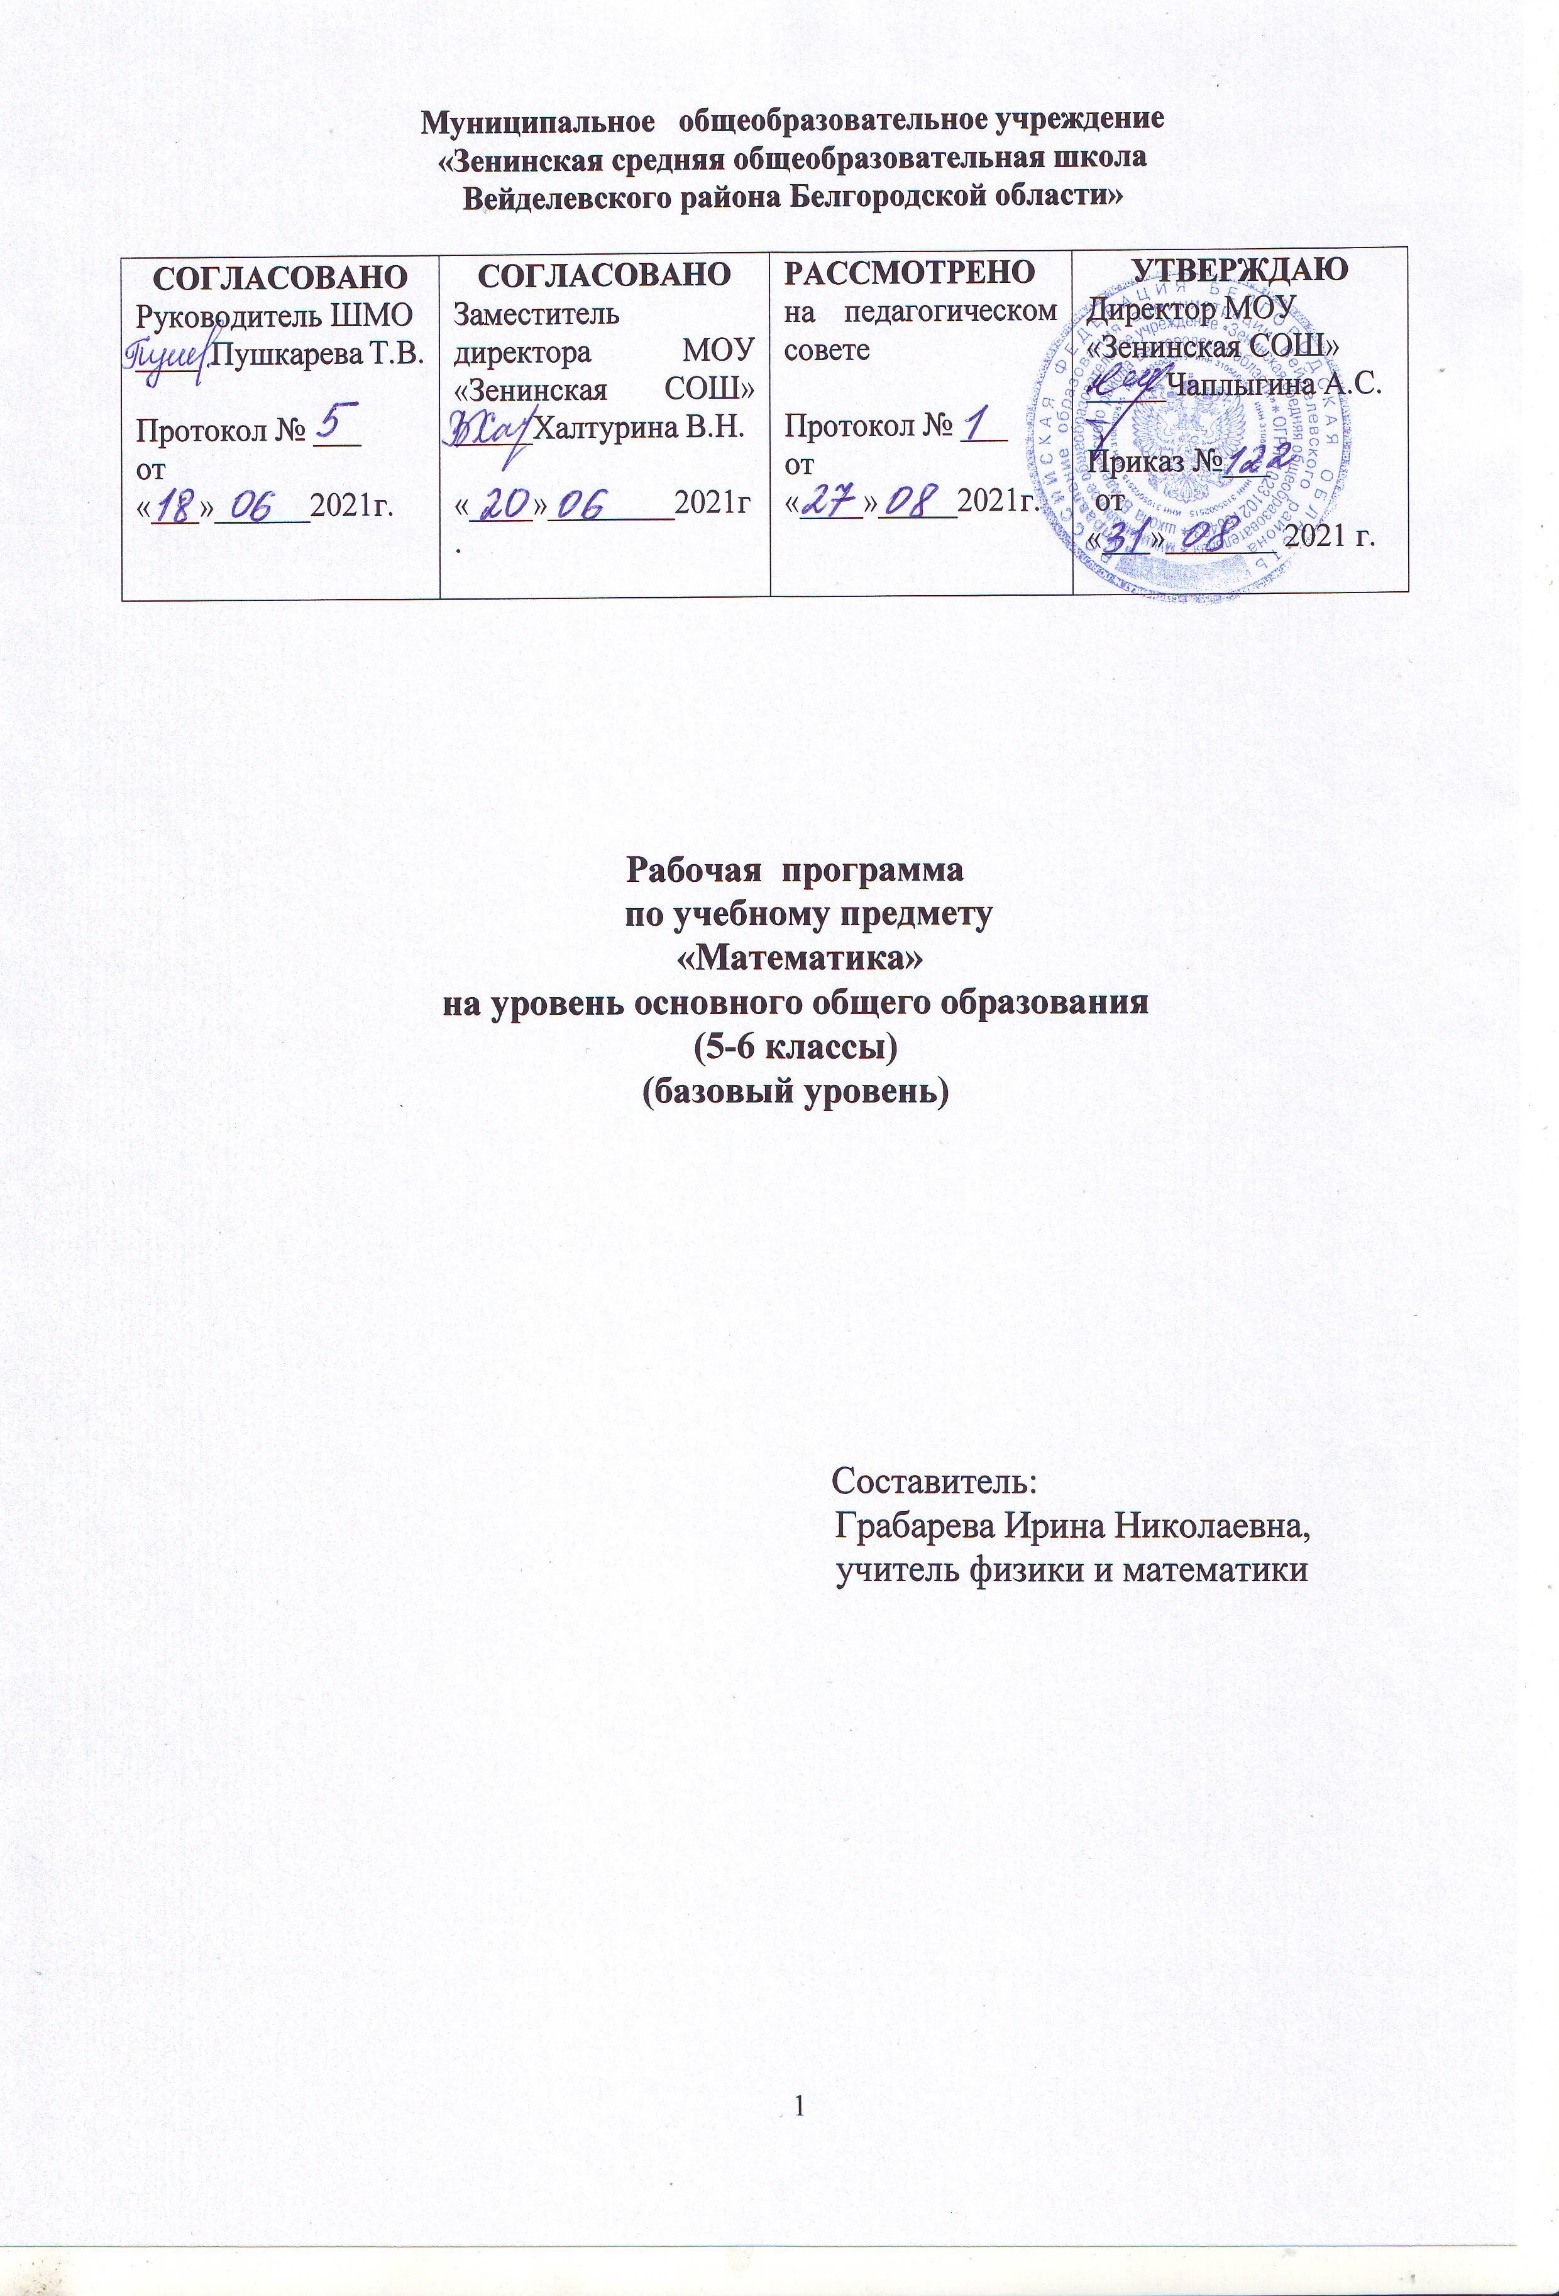 Муниципальное общеобразовательное учреждение
«Зенинская средняя общеобразовательная школа
Вейделевского района Белгородской области»
СОГЛАСОВАНО
Руководитель ШМО
Пушкарева Т.В.
Протокол № 5
от
«18» 06 2021г.
СОГЛАСОВАНО
Заместитель
директора МОУ
«Зенинская СОШ»
Халтурина В.Н.
«20» 06 2021г
.
РАССМОТРЕНО
на педагогическом
совете
Протокол № 1
от
«27» 08 2021г.
УТВЕРЖДАЮ
Директор МОУ
«Зенинская СОШ»
Чаплыгина А.С.
Приказ № 122
от
«31» 08 2021 г.
Рабочая программа
по учебному предмету
«Математика»
на уровень основного общего образования
(5-6 классы)
(базовый уровень)
Составитель:
Грабарева Ирина Николаевна,
учитель физики и математики
1